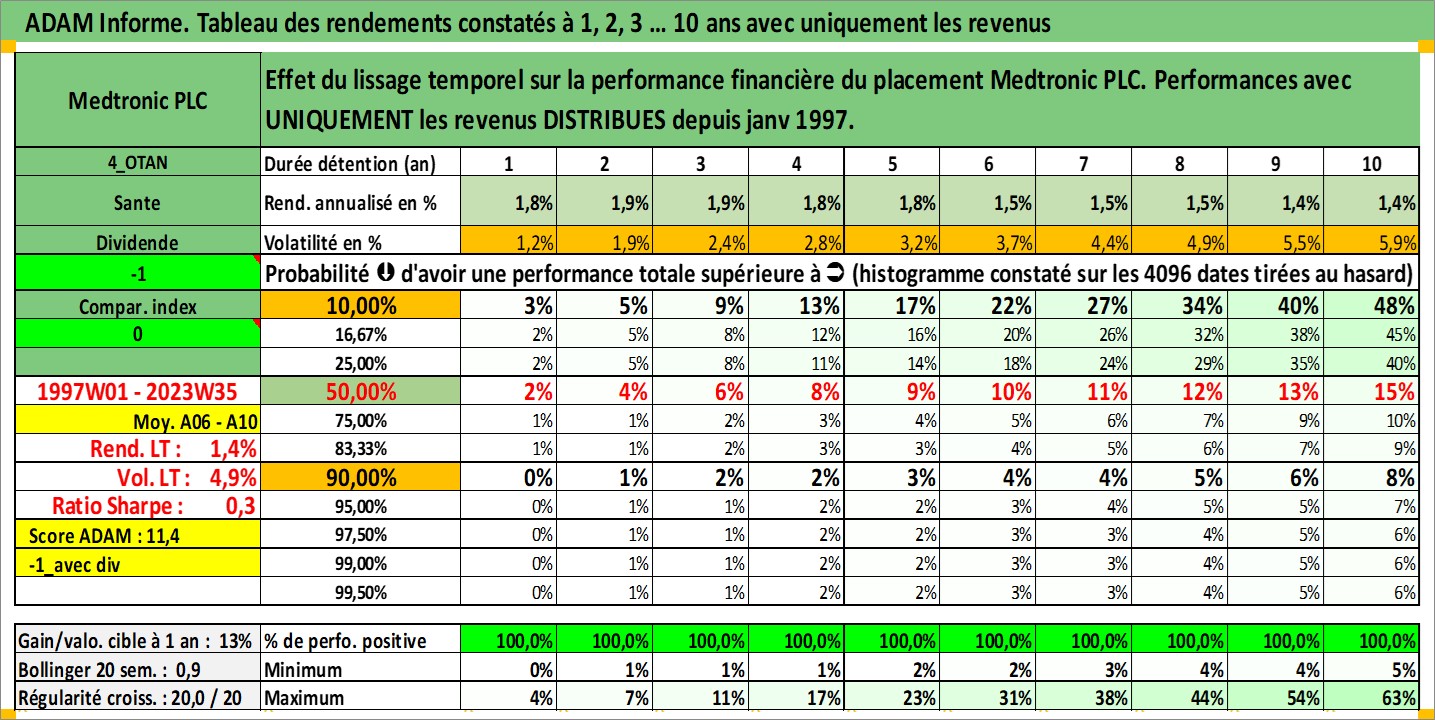 ADAM Informe. Tableau des rendements constatés à 1, 2, 3 ... 10 ans avec uniquement les revenus
Medtronic PLC
Effet du lissage temporel sur la performance financière du placement Medtronic PLC. Performances avec
UNIQUEMENT les revenus DISTRIBUES depuis janv 1997.
4_OTAN Durée détention (an) 1 2 3 4 5 6 7 8 9 10
Sante Rend. annualisé en % 1,8% 1,9% 1,9% 1,8% 1,8% 1,5% 1,5% 1,5% 1,4% 1,4%
Dividende Volatilité en % 1,2% 1,9% 2,4% 2,8% 3,2% 3,7% 4,4% 4,9% 5,5% 5,9%
-1 Probabilité d'avoir une performance totale supérieure à (histogramme constaté sur les 4096 dates tirées au hasard)
Compar. index 10,00% 3% 5% 9% 13% 17% 22% 27% 34% 40% 48%
0 16,67% 2% 5% 8% 12% 16% 20% 26% 32% 38% 45%
25,00% 2% 5% 8% 11% 14% 18% 24% 29% 35% 40%
1997W01 - 2023W35 50,00% 2% 4% 6% 8% 9% 10% 11% 12% 13% 15%
Moy. A06 - A10 75,00% 1% 1% 2% 3% 4% 5% 6% 7% 9% 10%
Rend. LT : 1,4% 83,33% 1% 1% 2% 3% 3% 4% 5% 6% 7% 9%
Vol. LT : 4,9% 90,00% 0% 1% 2% 2% 3% 4% 4% 5% 6% 8%
Ratio Sharpe : 0,3 95,00% 0% 1% 1% 2% 2% 3% 4% 5% 5% 7%
Score ADAM : 11,4 97,50% 0% 1% 1% 2% 2% 3% 3% 4% 5% 6%
-1_avec div 99,00% 0% 1% 1% 2% 2% 3% 3% 4% 5% 6%
99,50% 0% 1% 1% 2% 2% 3% 3% 4% 5% 6%
Gain/valo. cible à 1 an : 13% % de perfo. positive 100,0% 100,0% 100,0% 100,0% 100,0% 100,0% 100,0% 100,0% 100,0% 100,0%
Bollinger 20 sem. : 0,9 Minimum 0% 1% 1% 1% 2% 2% 3% 4% 4% 5%
Régularité croiss. : 20,0 / 20 Maximum 4% 7% 11% 17% 23% 31% 38% 44% 54% 63%